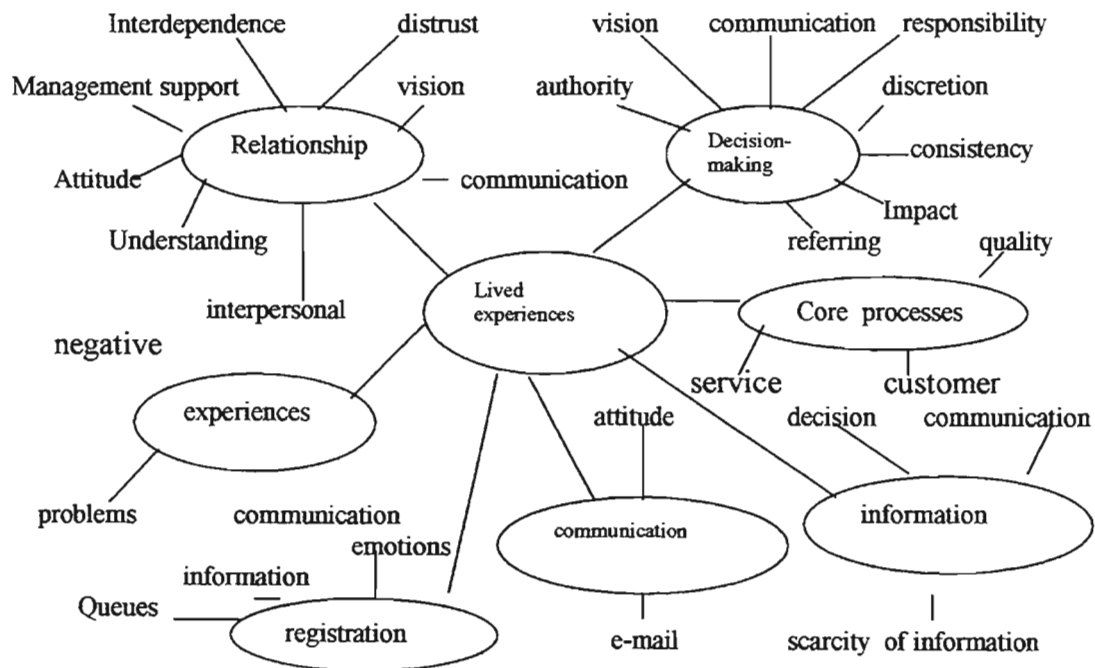 Interdependence
distrust
vision
communication
responsibility
Management support
vision
authority
discretion
Relationship
Decision-
making
consistency
Attitude
communication
Impact
Understanding
referring
quality
interpersonal
Lived
experiences
Core processes
negative
service
customer
experiences
attitude
decision
communication
problems
communication
communication
information
emotions
information
Queues
registration
e-mail
scarcity of information